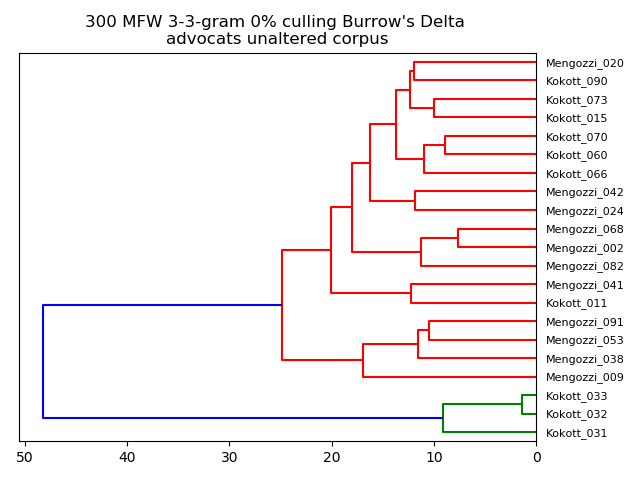 300 MFW 3-3-gram 0% culling Burrow's Delta
advocats unaltered corpus
Mengozzi_020
Kokott_090
Kokott_073
Kokott_015
Kokott_070
Kokott_060
Kokott_066
Mengozzi_042
Mengozzi_024
Mengozzi_068
Mengozzi_002
Mengozzi_082
Mengozzi_041
Kokott_011
Mengozzi_091
Mengozzi_053
Mengozzi_038
Mengozzi_009
Kokott_033
Kokott_032
Kokott_031
50 40 30 20 10 0